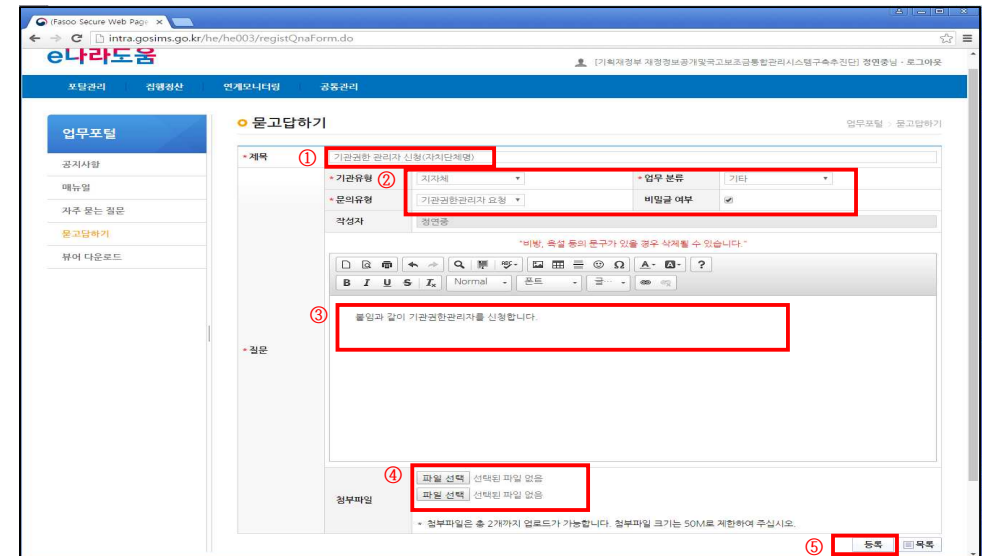 (Fasoo Secure Web Pag
intra.gosims.go.kr/he/he003/registQnaForm.do
e나라도움
[기획재정부 재정정보공개및국고보조금통합관리시스템구축추진단] 정연중님 - 로그아웃
포탈관리 집행정산 연계모니터링 공통관리
업무포털
공지사항
매뉴얼
자주 묻는 질문
묻고답하기
뷰어 다운로드
묻고답하기
업무포탈 > 묻고답하기
* 제목 ① 기관권한 관리자 신청(자치단체명)
* 기관유형 ② 지자체 * 업무 분류 기타
* 문의유형 기관권한관리자 요청 비밀글 여부
작성자 정연중
"비방, 욕설 등의 문구가 있을 경우 삭제될 수 있습니다."
B I U S Tx Normal 폰트 글…
③ 붙임과 같이 기관권한관리자를 신청합니다.
* 질문
④ 파일 선택 선택된 파일 없음
파일 선택 선택된 파일 없음
첨부파일
* 첨부파일은 총 2개까지 업로드가 가능합니다. 첨부파일 크기는 50M로 제한하여 주십시오.
⑤ 등록 목록